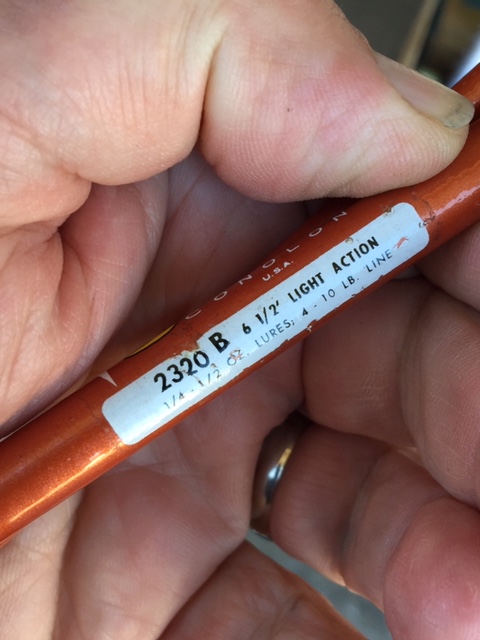 CONOLON
U.S.A.
2320 B 6 1/2' LIGHT ACTION
1/4 - 1/2 OZ. LURES; 4 - 10 LB. LINE